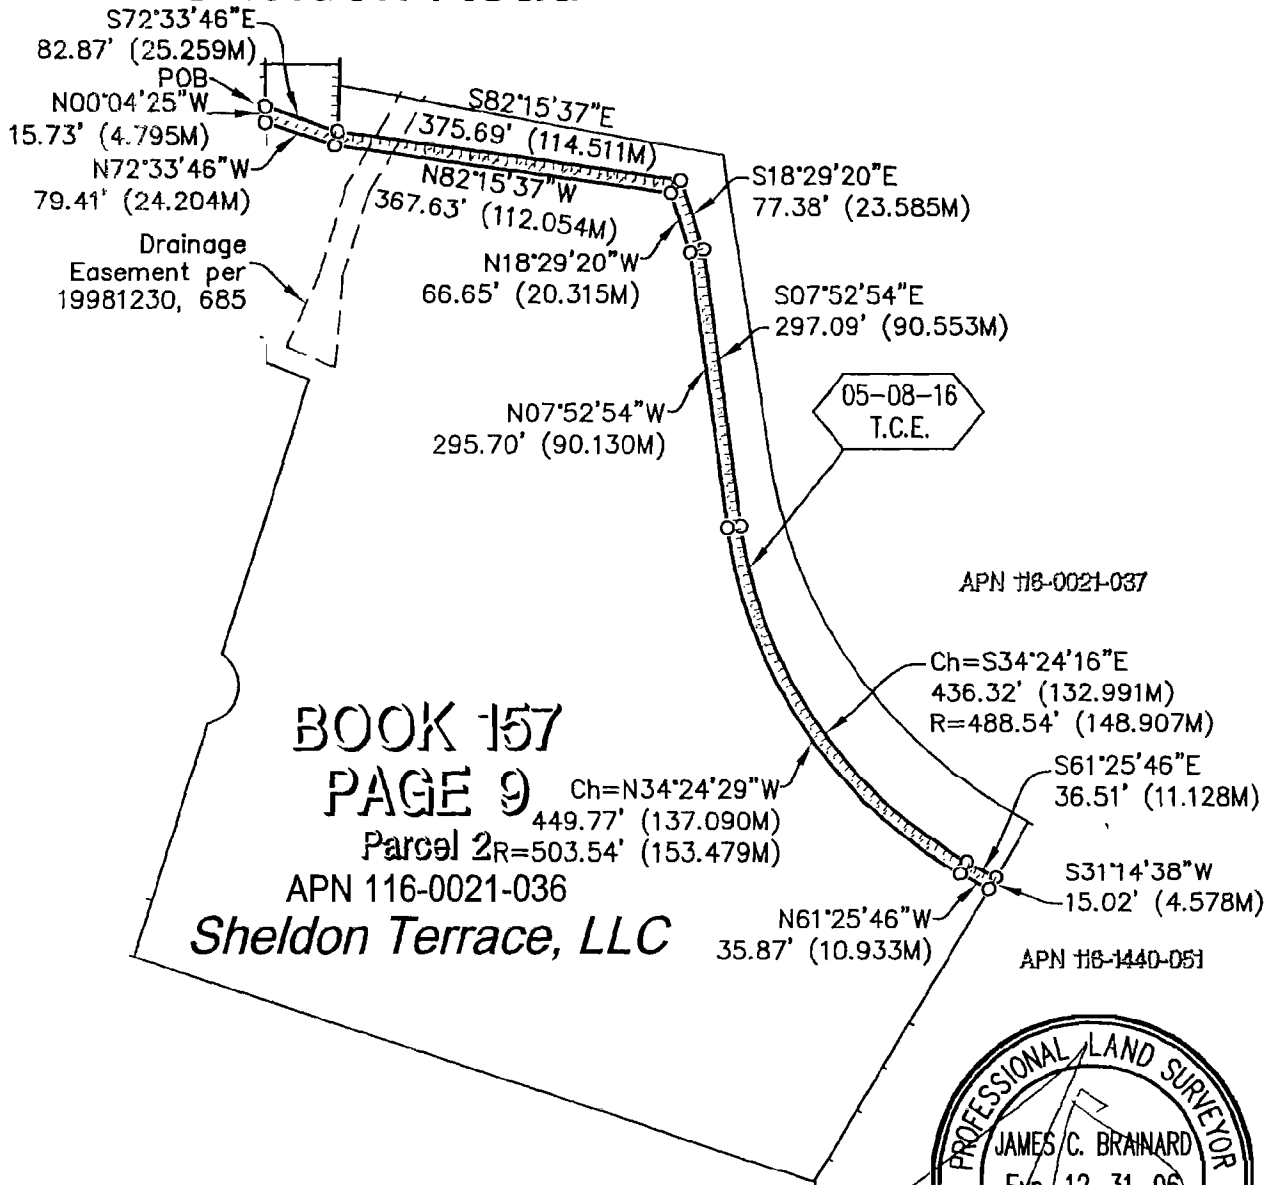 S72°33'46"E
82.87' (25.259M)
POB
N00°04'25"W
15.73' (4.795M)
N72°33'46"W
79.41' (24.204M)
Drainage
Easement per
19981230, 685
S82°15'37"E
375.69' (114.511M)
N82°15'37"W
367.63' (112.054M)
S18°29'20"E
77.38' (23.585M)
N18°29'20"W
66.65' (20.315M)
S07°52'54"E
297.09' (90.553M)
N07°52'54"W
295.70' (90.130M)
05-08-16
T.C.E.
APN 116-0021-037
Ch=S34°24'16"E
436.32' (132.991M)
R=488.54' (148.907M)
S61°25'46"E
36.51' (11.128M)
BOOK 157
PAGE 9
Parcel 2
APN 116-0021-036
Sheldon Terrace, LLC
Ch=N34°24'29"W
449.77' (137.090M)
R=503.54' (153.479M)
S31°14'38"W
15.02' (4.578M)
N61°25'46"W
35.87' (10.933M)
APN 116-1440-051
PROFESSIONAL LAND SURVEYOR
JAMES C. BRAINARD
Exp. 12-31-06